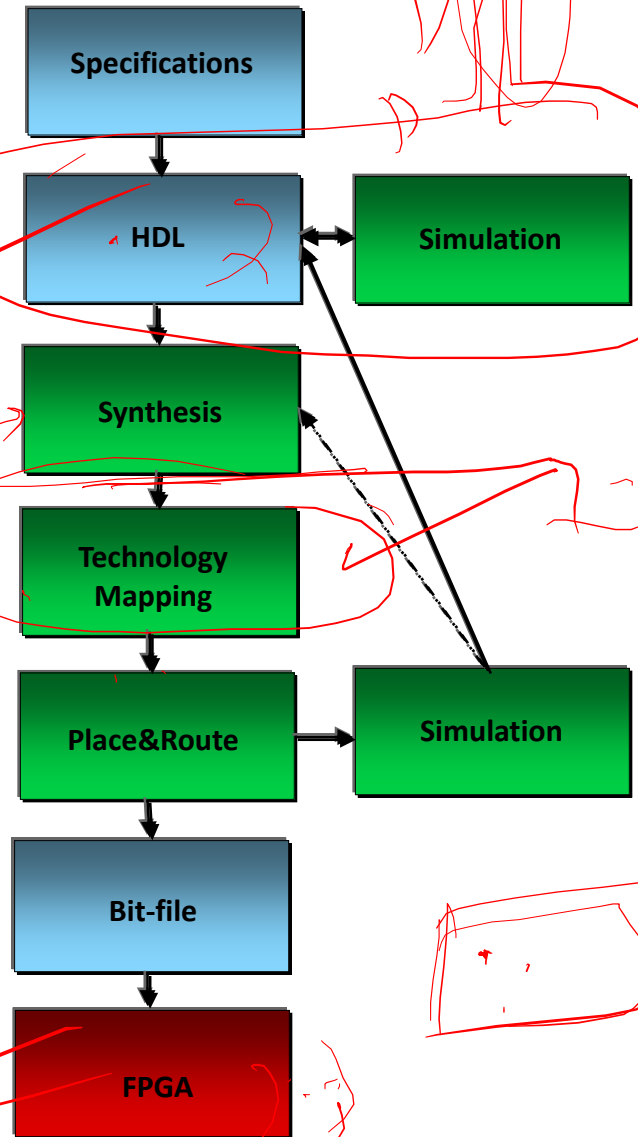 Specifications
HDL
Simulation
Synthesis
Technology
Mapping
Place&Route
Simulation
Bit-file
FPGA